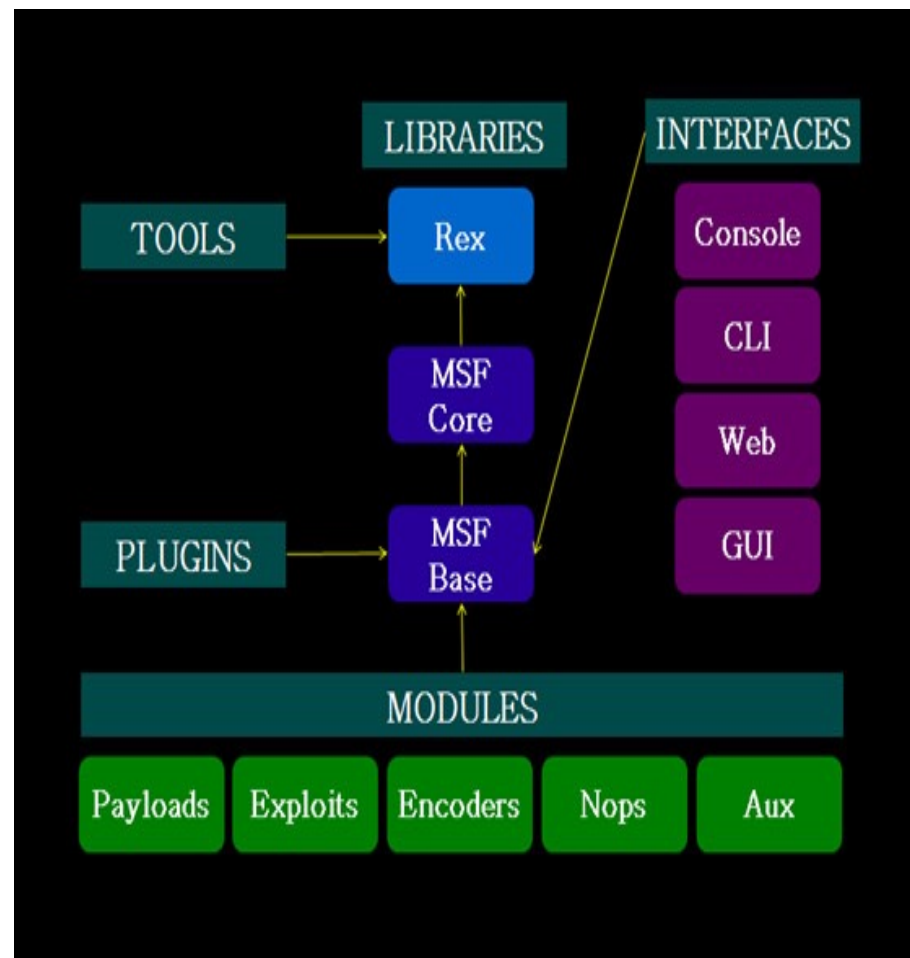 LIBRARIES
INTERFACES
TOOLS
Rex
Console
MSF
Core
CLI
Web
PLUGINS
MSF
Base
GUI
MODULES
Payloads
Exploits
Encoders
Nops
Aux